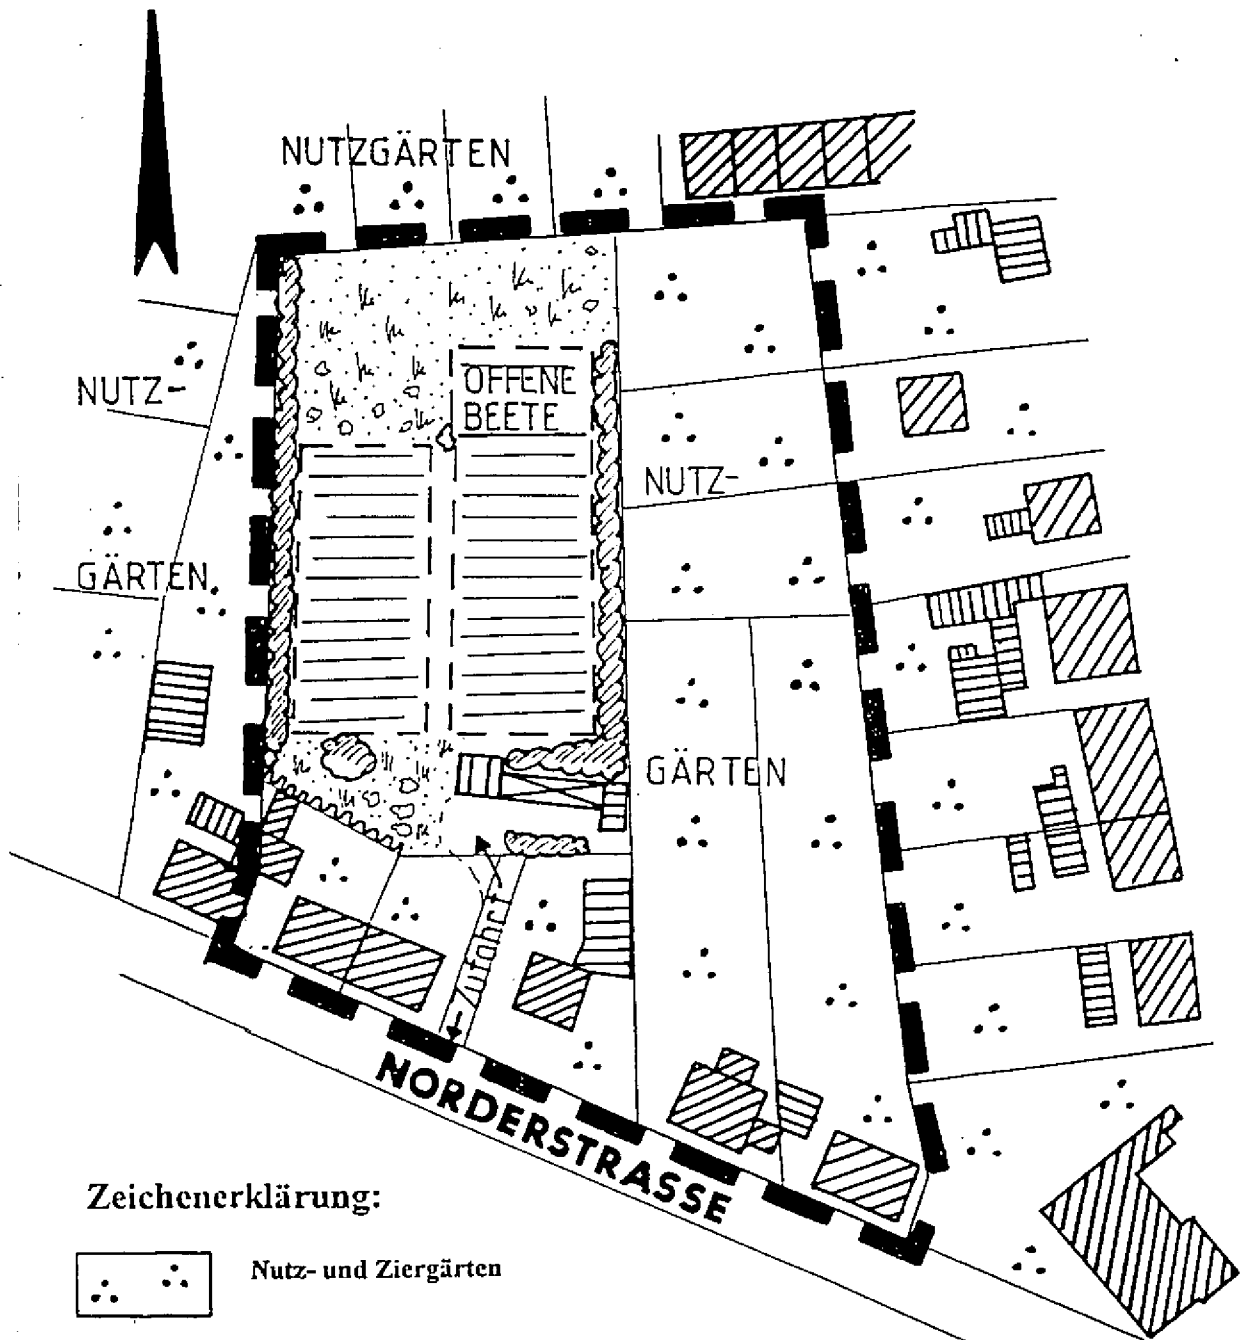 NUTZGÄRTEN
OFFENE
BEETE
NUTZ-
NUTZ-
GÄRTEN
GÄRTEN
Zufahrt
NORDERSTRASSE
Zeichenerklärung:
Nutz- und Ziergärten